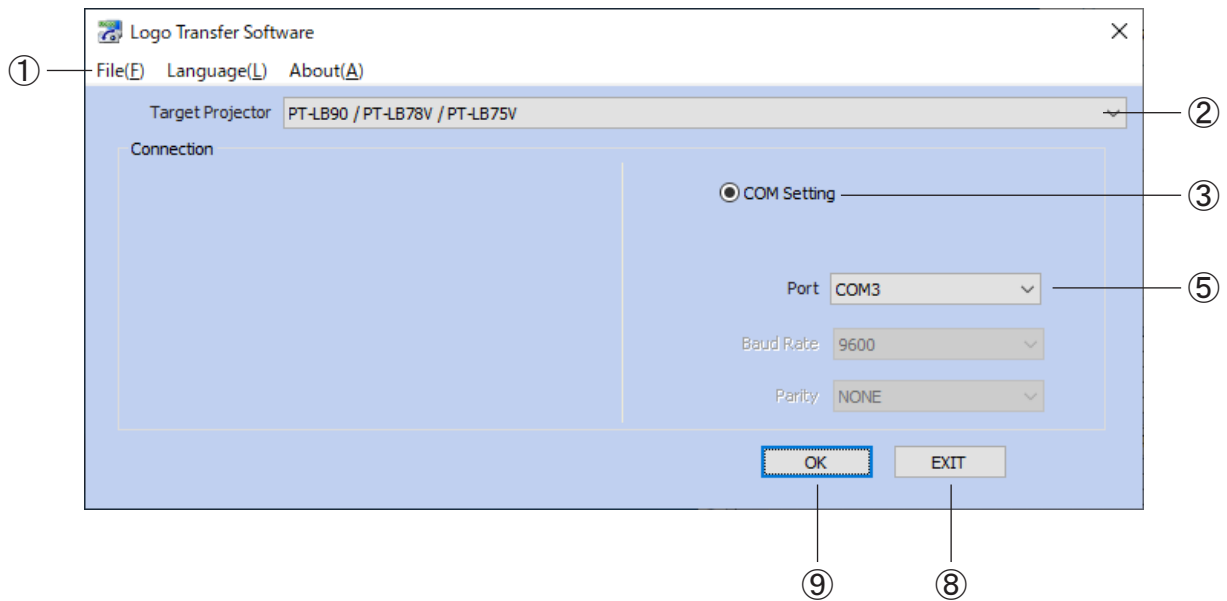 Logo Transfer Software
① File(F) Language(L) About(A)
Target Projector PT-LB90 / PT-LB78V / PT-LB75V ②
Connection
COM Setting ③
Port COM3 ⑤
Baud Rate 9600
Parity NONE
OK EXIT
⑨ ⑧